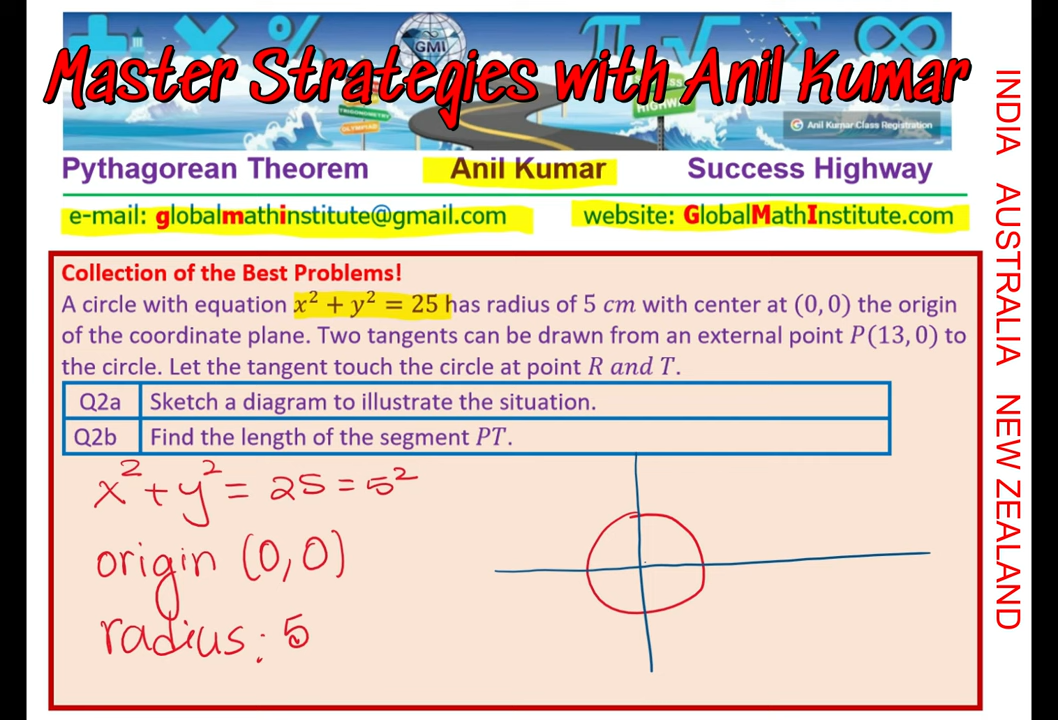 GMI
Master Strategies with Anil Kumar
SUCCESS
HIGHWAY
TRIGONOMETRY
OLYMPIAD
Anil Kumar Class Registration
Pythagorean Theorem Anil Kumar Success Highway
e-mail: globalmathinstitute@gmail.com website: GlobalMathInstitute.com
Collection of the Best Problems!
A circle with equation x² + y² = 25 has radius of 5 cm with center at (0, 0) the origin
of the coordinate plane. Two tangents can be drawn from an external point P(13, 0) to
the circle. Let the tangent touch the circle at point R and T.
Q2a Sketch a diagram to illustrate the situation.
Q2b Find the length of the segment PT.
x² + y² = 25 = 5²
origin (0, 0)
radius: 5
INDIA AUSTRALIA NEW ZEALAND